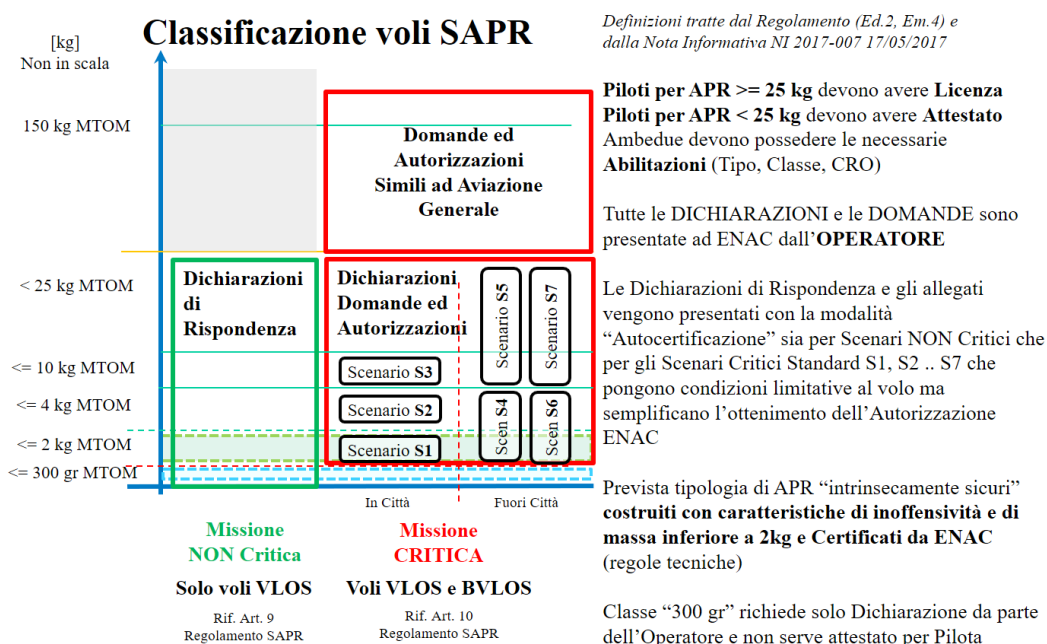 Classificazione voli SAPR
[kg]
Non in scala
150 kg MTOM
< 25 kg MTOM
<= 10 kg MTOM
<= 4 kg MTOM
<= 2 kg MTOM
<= 300 gr MTOM
Domande ed
Autorizzazioni
Simili ad Aviazione
Generale
Dichiarazioni
di
Rispondenza
Dichiarazioni
Domande ed
Autorizzazioni
Scenario S3
Scenario S2
Scenario S1
Scenario S5
Scenario S7
Scen S4
Scen S6
In Città
Fuori Città
Missione
NON Critica
Solo voli VLOS
Rif. Art. 9
Regolamento SAPR
Missione
CRITICA
Voli VLOS e BVLOS
Rif. Art. 10
Regolamento SAPR
Definizioni tratte dal Regolamento (Ed.2, Em.4) e
dalla Nota Informativa NI 2017-007 17/05/2017
Piloti per APR >= 25 kg devono avere Licenza
Piloti per APR < 25 kg devono avere Attestato
Ambedue devono possedere le necessarie
Abilitazioni (Tipo, Classe, CRO)
Tutte le DICHIARAZIONI e le DOMANDE sono
presentate ad ENAC dall’OPERATORE
Le Dichiarazioni di Rispondenza e gli allegati
vengono presentati con la modalità
“Autocertificazione” sia per Scenari NON Critici che
per gli Scenari Critici Standard S1, S2 .. S7 che
pongono condizioni limitative al volo ma
semplificano l’ottenimento dell’Autorizzazione
ENAC
Prevista tipologia di APR “intrinsecamente sicuri”
costruiti con caratteristiche di inoffensività e di
massa inferiore a 2kg e Certificati da ENAC
(regole tecniche)
Classe “300 gr” richiede solo Dichiarazione da parte
dell’Operatore e non serve attestato per Pilota